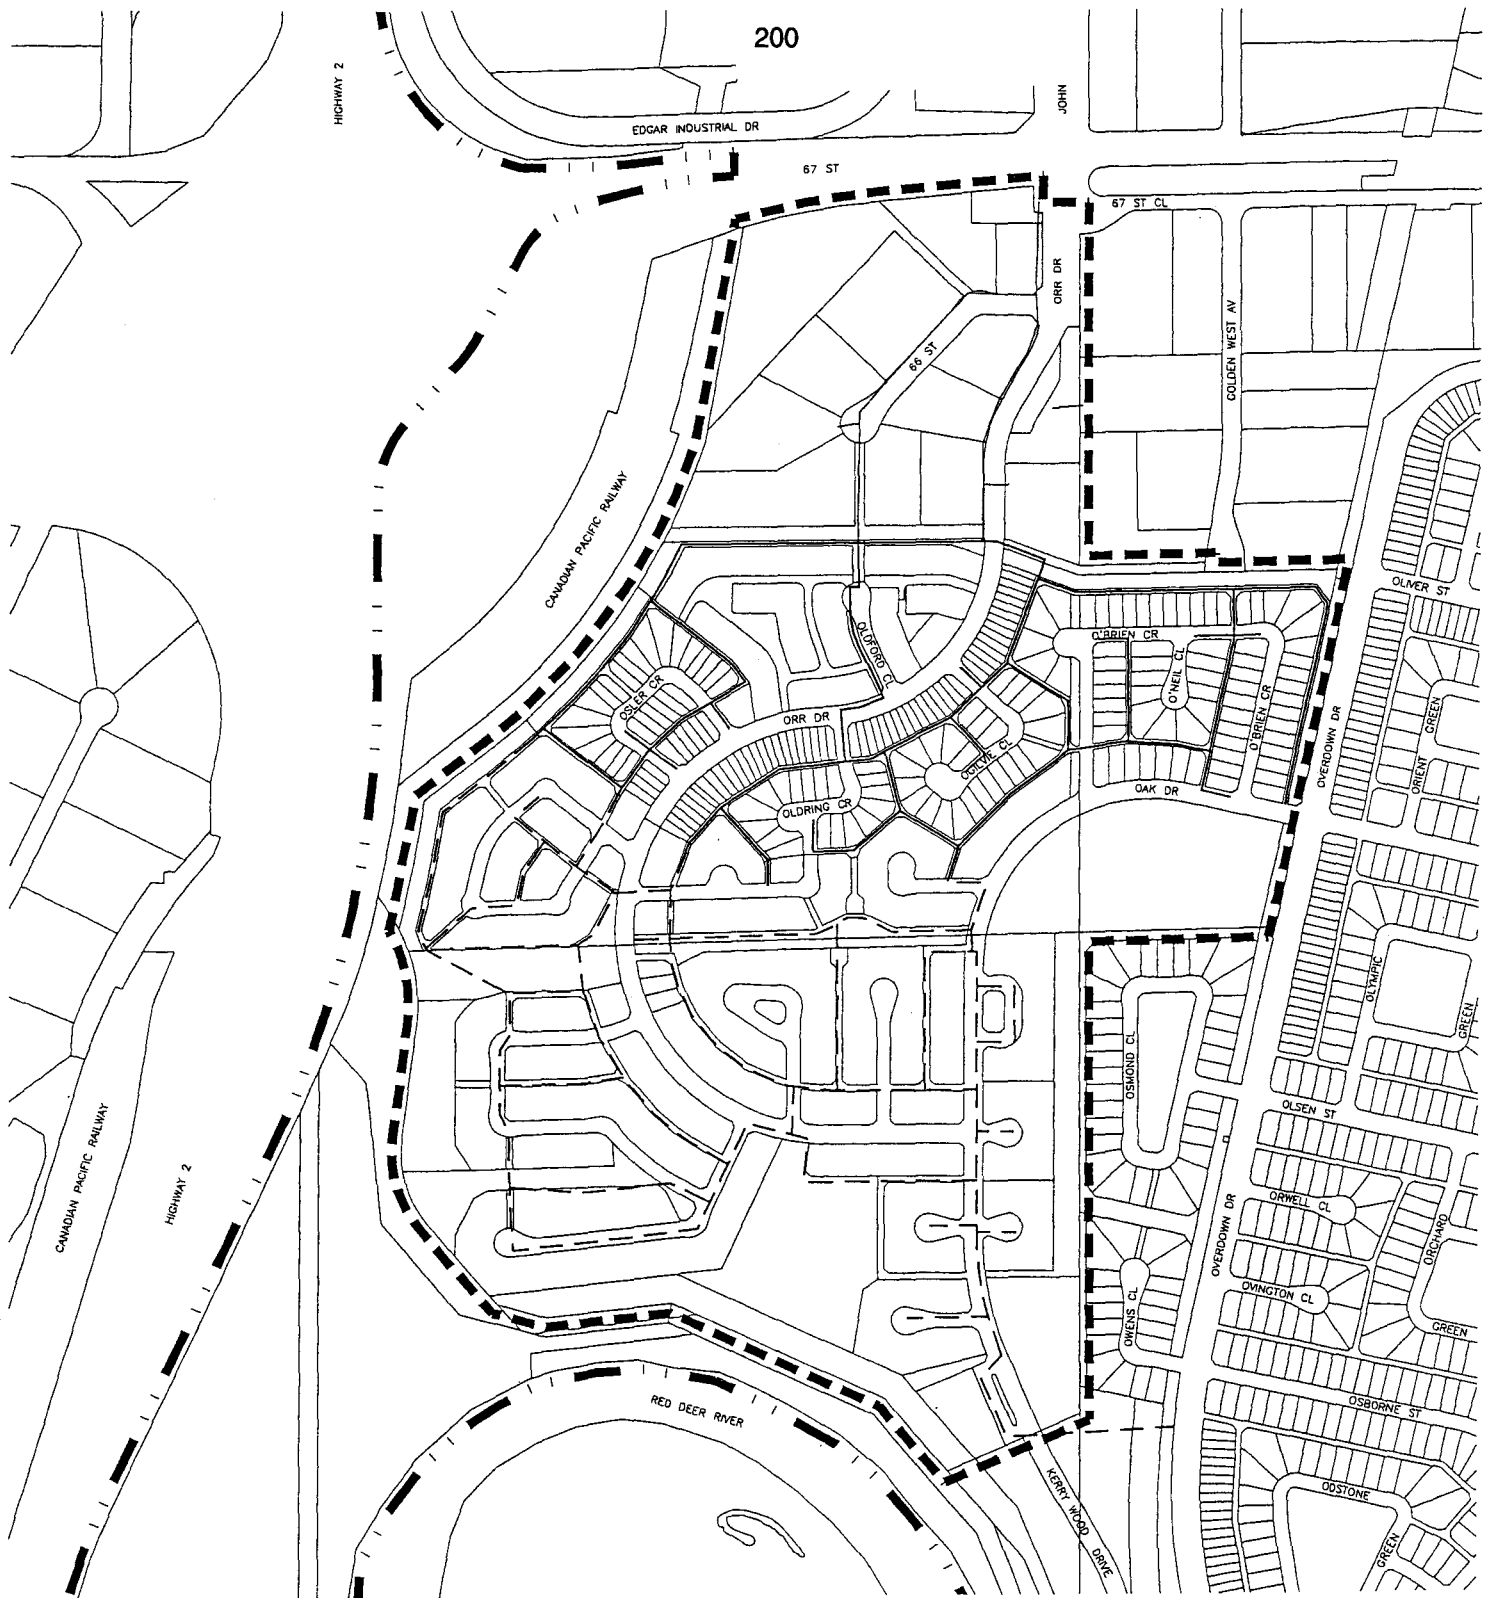 200
HIGHWAY 2
JOHN
EDGAR INDUSTRIAL DR
67 ST
67 ST CL
ORR DR
GOLDEN WEST AV
66 ST
CANADIAN PACIFIC RAILWAY
OLIVER ST
OLDFORD CL
O'BRIEN CR
O'NEIL CL
OSLER CR
ORR DR
O'BRIEN CR
GREEN
OVERDOWN DR
OGILVIE CL
ORIENT
OAK DR
OLDRING CR
OLYMPIC
GREEN
OSMOND CL
OLSEN ST
CANADIAN PACIFIC RAILWAY
HIGHWAY 2
ORWELL CL
OVERDOWN DR
ORCHARD
OVINGTON CL
OWENS CL
GREEN
RED DEER RIVER
OSBORNE ST
KERRY WOOD DRIVE
ODSTONE
GREEN